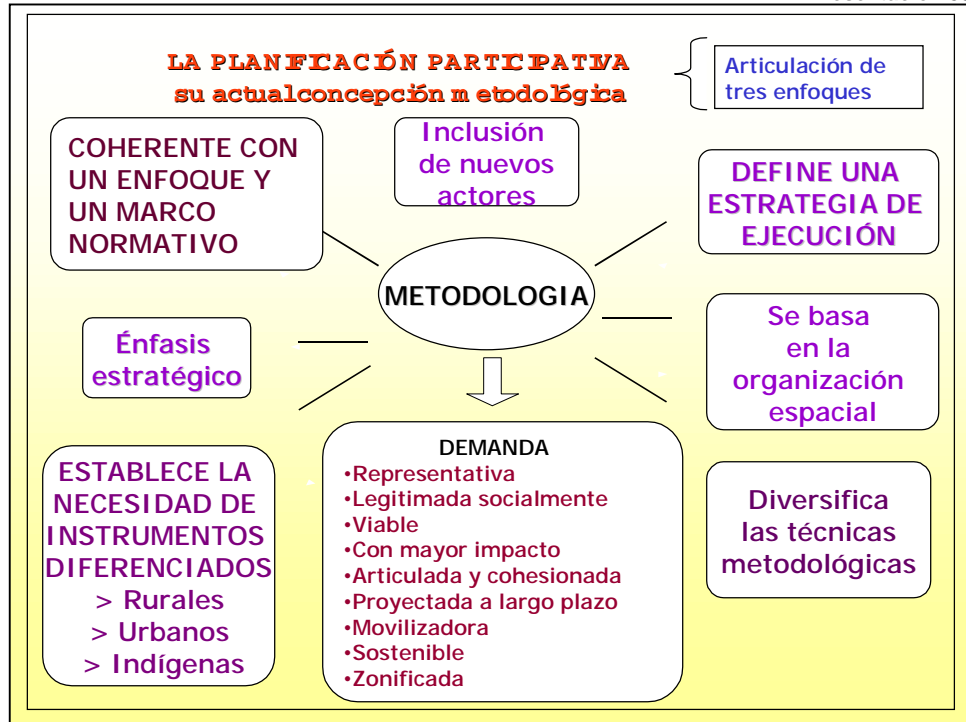 LA PLANIFICACIÓN PARTICIPATIVA
su actual concepción metodológica
Articulación de
tres enfoques
COHERENTE CON
UN ENFOQUE Y
UN MARCO
NORMATIVO
Inclusión
de nuevos
actores
DEFINE UNA
ESTRATEGIA DE
EJECUCIÓN
METODOLOGIA
Énfasis
estratégico
Se basa
en la
organización
espacial
ESTABLECE LA
NECESIDAD DE
INSTRUMENTOS
DIFERENCIADOS
> Rurales
> Urbanos
> Indígenas
DEMANDA
•Representativa
•Legitimada socialmente
•Viable
•Con mayor impacto
•Articulada y cohesionada
•Proyectada a largo plazo
•Movilizadora
•Sostenible
•Zonificada
Diversifica
las técnicas
metodológicas